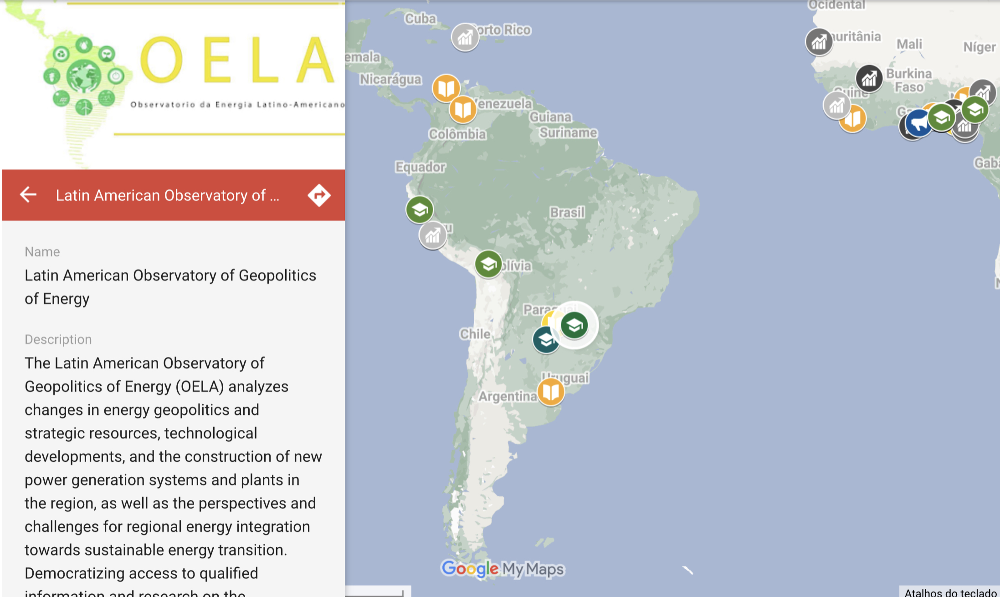 OELA
Observatorio da Energia Latino-Americano
Latin American Observatory of ...
Name
Latin American Observatory of Geopolitics
of Energy
Description
The Latin American Observatory of
Geopolitics of Energy (OELA) analyzes
changes in energy geopolitics and
strategic resources, technological
developments, and the construction of new
power generation systems and plants in
the region, as well as the perspectives and
challenges for regional energy integration
towards sustainable energy transition.
Democratizing access to qualified
information and research on the
Ocidental
Cuba
orto Rico
uritânia
Mali
Níger
emala
Nicarágua
Burkina
Faso
enezuela
Guiana
Suriname
Colômbia
Equador
Gab
Brasil
olívia
Chile
Uruguai
Argentina
Google My Maps
Atalhos do teclado